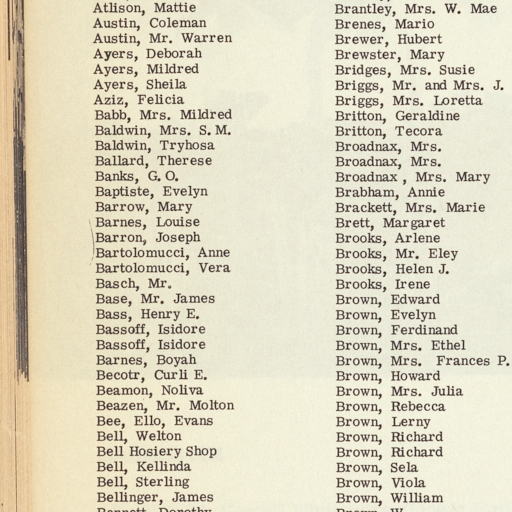 Atlison, Mattie
Austin, Coleman
Austin, Mr. Warren
Ayers, Deborah
Ayers, Mildred
Ayers, Sheila
Aziz, Felicia
Babb, Mrs. Mildred
Baldwin, Mrs. S. M.
Baldwin, Tryhosa
Ballard, Therese
Banks, G. O.
Baptiste, Evelyn
Barrow, Mary
Barnes, Louise
Barron, Joseph
Bartolomucci, Anne
Bartolomucci, Vera
Basch, Mr.
Base, Mr. James
Bass, Henry E.
Bassoff, Isidore
Bassoff, Isidore
Barnes, Boyah
Becotr, Curli E.
Beamon, Noliva
Beazen, Mr. Molton
Bee, Ello, Evans
Bell, Welton
Bell Hosiery Shop
Bell, Kellinda
Bell, Sterling
Bellinger, James
Bennett, Dorothy
Brantley, Mrs. W. Mae
Brenes, Mario
Brewer, Hubert
Brewster, Mary
Bridges, Mrs. Susie
Briggs, Mr. and Mrs. J.
Briggs, Mrs. Loretta
Britton, Geraldine
Britton, Tecora
Broadnax, Mrs.
Broadnax, Mrs.
Broadnax , Mrs. Mary
Brabham, Annie
Brackett, Mrs. Marie
Brett, Margaret
Brooks, Arlene
Brooks, Mr. Eley
Brooks, Helen J.
Brooks, Irene
Brown, Edward
Brown, Evelyn
Brown, Ferdinand
Brown, Mrs. Ethel
Brown, Mrs. Frances P.
Brown, Howard
Brown, Mrs. Julia
Brown, Rebecca
Brown, Lerny
Brown, Richard
Brown, Richard
Brown, Sela
Brown, Viola
Brown, William
Brown, W.